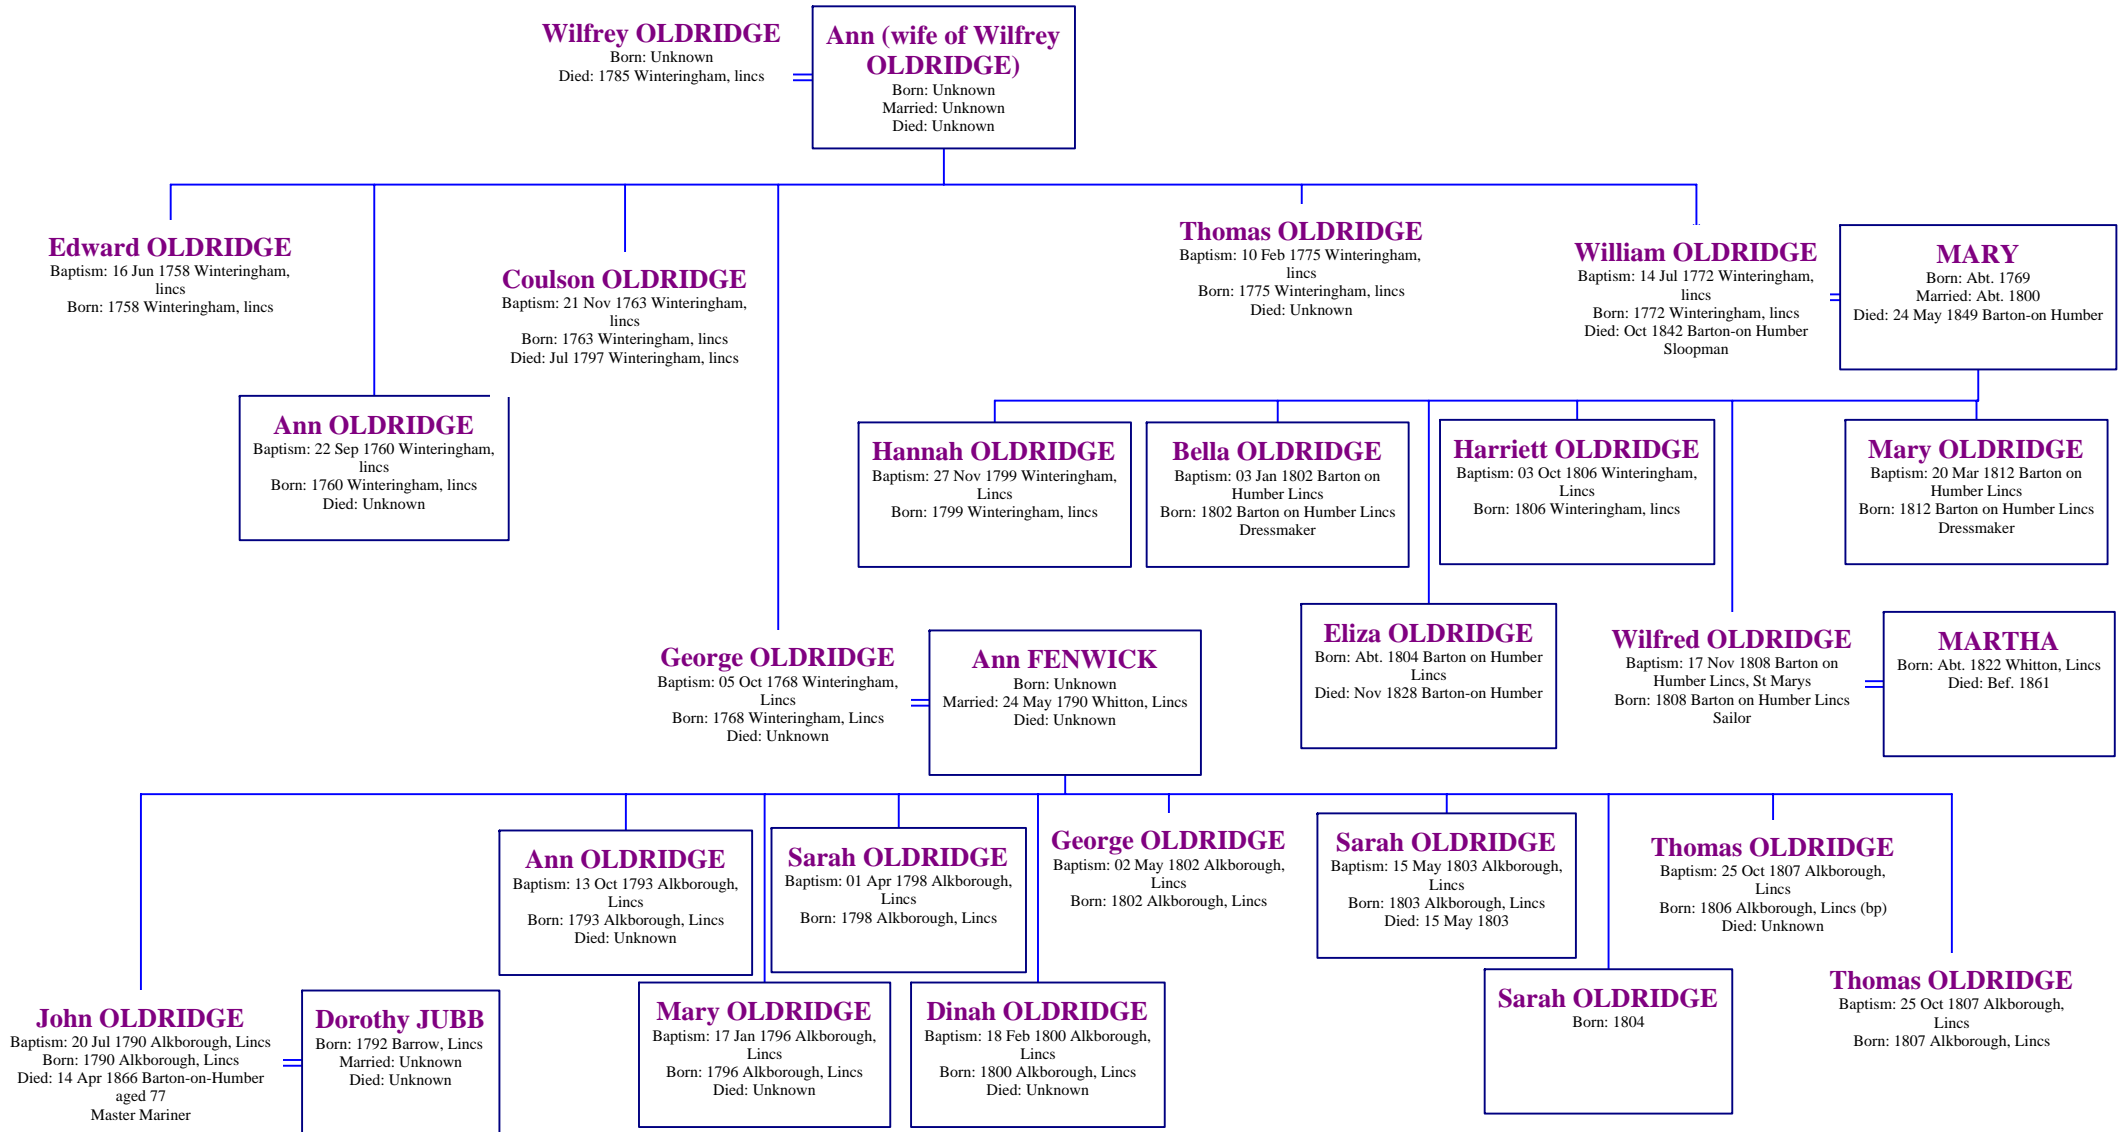 Wilfrey OLDRIDGE
Born: Unknown
Died: 1785 Winteringham, lincs
Ann (wife of Wilfrey
OLDRIDGE)
Born: Unknown
Married: Unknown
Died: Unknown
Edward OLDRIDGE
Baptism: 16 Jun 1758 Winteringham,
lincs
Born: 1758 Winteringham, lincs
Ann OLDRIDGE
Baptism: 22 Sep 1760 Winteringham,
lincs
Born: 1760 Winteringham, lincs
Died: Unknown
Coulson OLDRIDGE
Baptism: 21 Nov 1763 Winteringham,
lincs
Born: 1763 Winteringham, lincs
Died: Jul 1797 Winteringham, lincs
Thomas OLDRIDGE
Baptism: 10 Feb 1775 Winteringham,
lincs
Born: 1775 Winteringham, lincs
Died: Unknown
William OLDRIDGE
Baptism: 14 Jul 1772 Winteringham,
lincs
Born: 1772 Winteringham, lincs
Died: Oct 1842 Barton-on Humber
Sloopman
MARY
Born: Abt. 1769
Married: Abt. 1800
Died: 24 May 1849 Barton-on Humber
Hannah OLDRIDGE
Baptism: 27 Nov 1799 Winteringham,
Lincs
Born: 1799 Winteringham, lincs
Bella OLDRIDGE
Baptism: 03 Jan 1802 Barton on
Humber Lincs
Born: 1802 Barton on Humber Lincs
Dressmaker
Harriett OLDRIDGE
Baptism: 03 Oct 1806 Winteringham,
Lincs
Born: 1806 Winteringham, lincs
Mary OLDRIDGE
Baptism: 20 Mar 1812 Barton on
Humber Lincs
Born: 1812 Barton on Humber Lincs
Dressmaker
George OLDRIDGE
Baptism: 05 Oct 1768 Winteringham,
Lincs
Born: 1768 Winteringham, Lincs
Died: Unknown
Ann FENWICK
Born: Unknown
Married: 24 May 1790 Whitton, Lincs
Died: Unknown
Eliza OLDRIDGE
Born: Abt. 1804 Barton on Humber
Lincs
Died: Nov 1828 Barton-on Humber
Wilfred OLDRIDGE
Baptism: 17 Nov 1808 Barton on
Humber Lincs, St Marys
Born: 1808 Barton on Humber Lincs
Sailor
MARTHA
Born: Abt. 1822 Whitton, Lincs
Died: Bef. 1861
Ann OLDRIDGE
Baptism: 13 Oct 1793 Alkborough,
Lincs
Born: 1793 Alkborough, Lincs
Died: Unknown
Sarah OLDRIDGE
Baptism: 01 Apr 1798 Alkborough,
Lincs
Born: 1798 Alkborough, Lincs
George OLDRIDGE
Baptism: 02 May 1802 Alkborough,
Lincs
Born: 1802 Alkborough, Lincs
Sarah OLDRIDGE
Baptism: 15 May 1803 Alkborough,
Lincs
Born: 1803 Alkborough, Lincs
Died: 15 May 1803
Thomas OLDRIDGE
Baptism: 25 Oct 1807 Alkborough,
Lincs
Born: 1806 Alkborough, Lincs (bp)
Died: Unknown
John OLDRIDGE
Baptism: 20 Jul 1790 Alkborough, Lincs
Born: 1790 Alkborough, Lincs
Died: 14 Apr 1866 Barton-on-Humber
aged 77
Master Mariner
Dorothy JUBB
Born: 1792 Barrow, Lincs
Married: Unknown
Died: Unknown
Mary OLDRIDGE
Baptism: 17 Jan 1796 Alkborough,
Lincs
Born: 1796 Alkborough, Lincs
Died: Unknown
Dinah OLDRIDGE
Baptism: 18 Feb 1800 Alkborough,
Lincs
Born: 1800 Alkborough, Lincs
Died: Unknown
Sarah OLDRIDGE
Born: 1804
Thomas OLDRIDGE
Baptism: 25 Oct 1807 Alkborough,
Lincs
Born: 1807 Alkborough, Lincs